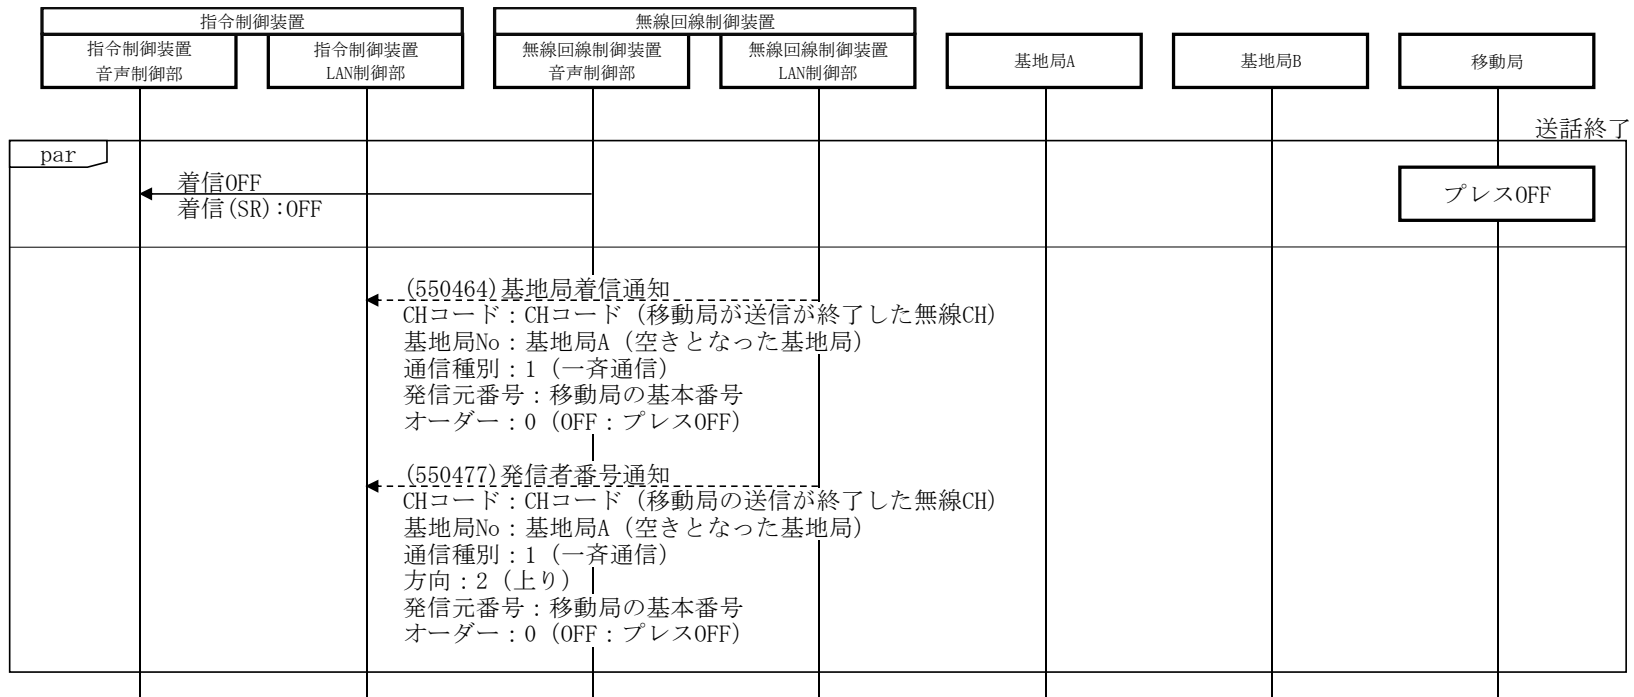 指令制御装置
無線回線制御装置
指令制御装置
音声制御部
指令制御装置
LAN制御部
無線回線制御装置
音声制御部
無線回線制御装置
LAN制御部
基地局A
基地局B
移動局
送話終了
par
着信OFF
着信(SR):OFF
プレスOFF
(550464)基地局着信通知
CHコード：CHコード（移動局が送信が終了した無線CH）
基地局No：基地局A（空きとなった基地局）
通信種別：1（一斉通信）
発信元番号：移動局の基本番号
オーダー：0（OFF：プレスOFF）
(550477)発信者番号通知
CHコード：CHコード（移動局の送信が終了した無線CH）
基地局No：基地局A（空きとなった基地局）
通信種別：1（一斉通信）
方向：2（上り）
発信元番号：移動局の基本番号
オーダー：0（OFF：プレスOFF）